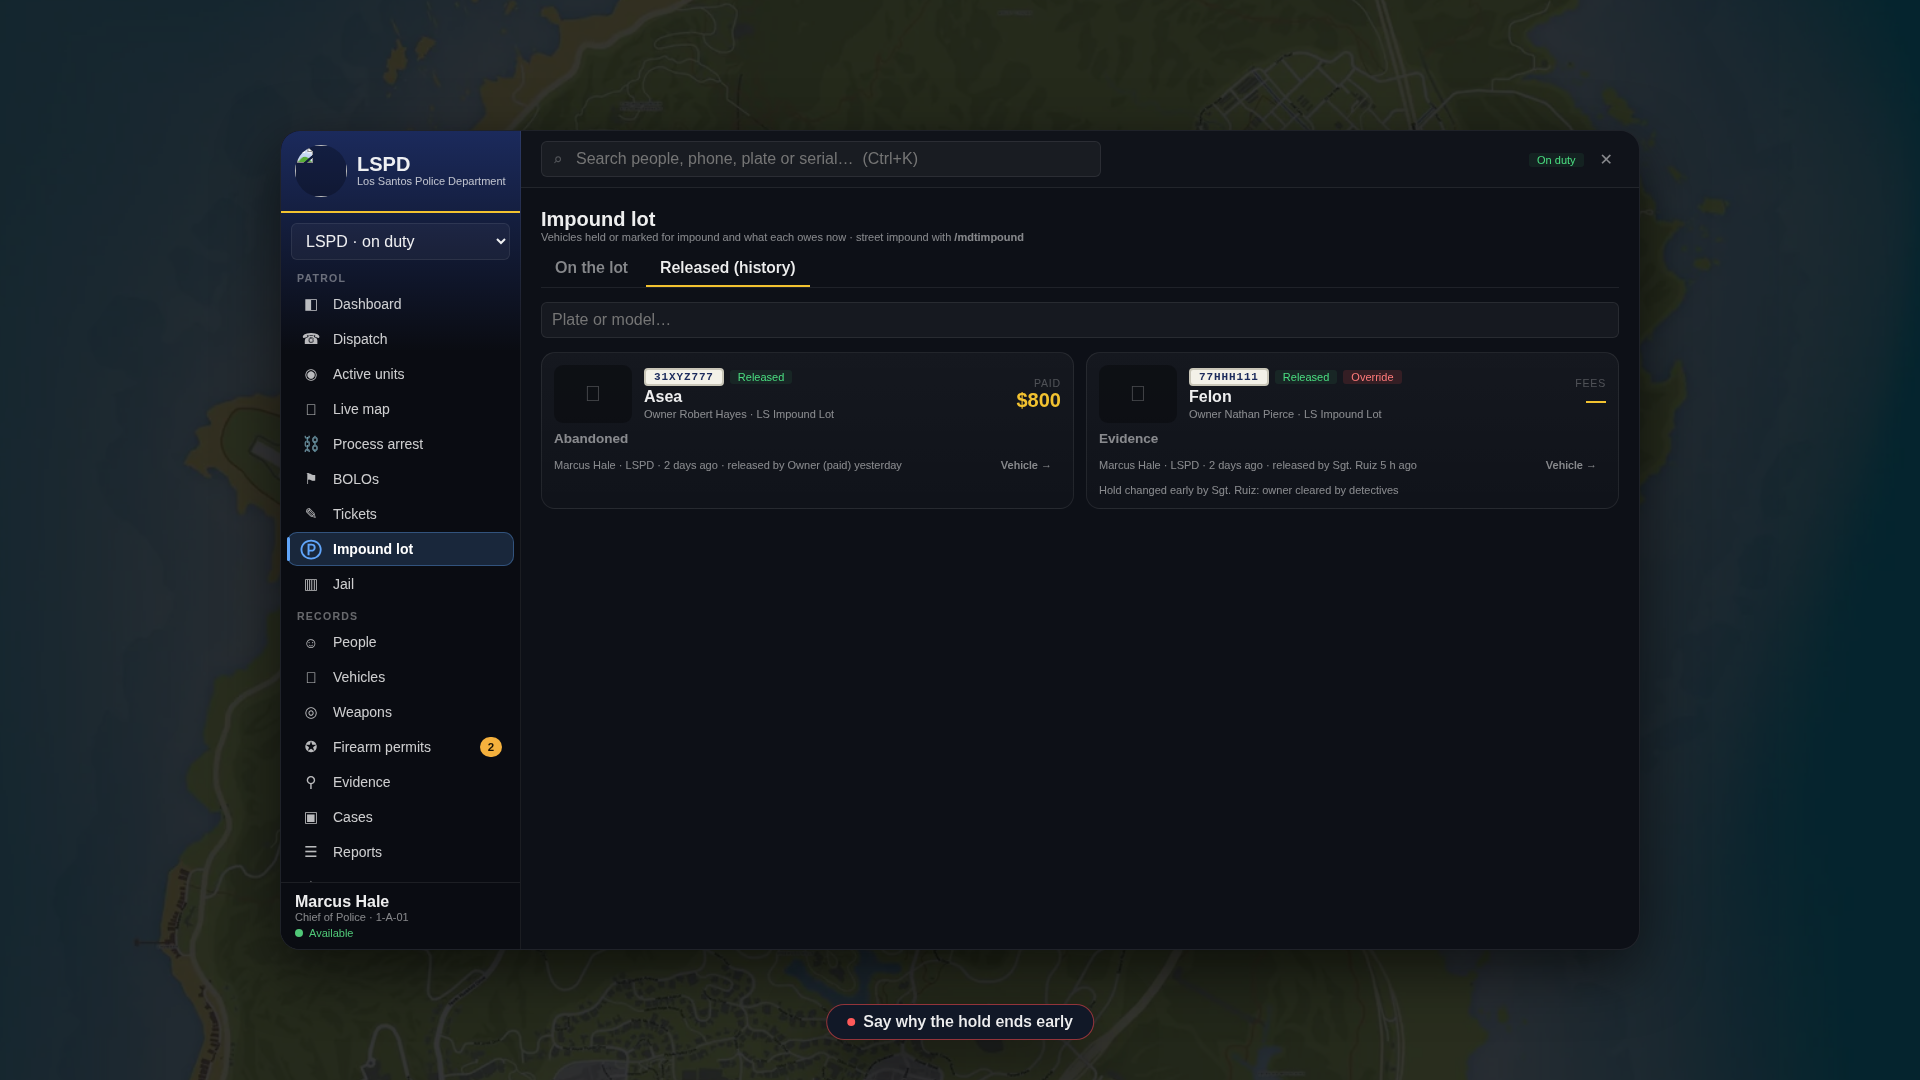 LSPD
Los Santos Police Department
LSPD · on duty
PATROL
Dashboard
Dispatch
Active units
Live map
Process arrest
BOLOs
Tickets
Impound lot
Jail
RECORDS
People
Vehicles
Weapons
Firearm permits 2
Evidence
Cases
Reports
Marcus Hale
Chief of Police · 1-A-01
Available
Search people, phone, plate or serial… (Ctrl+K)
On duty ✕
Impound lot
Vehicles held or marked for impound and what each owes now · street impound with /mdtimpound
On the lot Released (history)
Plate or model…
31XYZ777 Released
Asea
Owner Robert Hayes · LS Impound Lot
PAID
$800
Abandoned
Marcus Hale · LSPD · 2 days ago · released by Owner (paid) yesterday
Vehicle →
77HHH111 Released Override
Felon
Owner Nathan Pierce · LS Impound Lot
FEES
—
Evidence
Marcus Hale · LSPD · 2 days ago · released by Sgt. Ruiz 5 h ago
Vehicle →
Hold changed early by Sgt. Ruiz: owner cleared by detectives
Say why the hold ends early